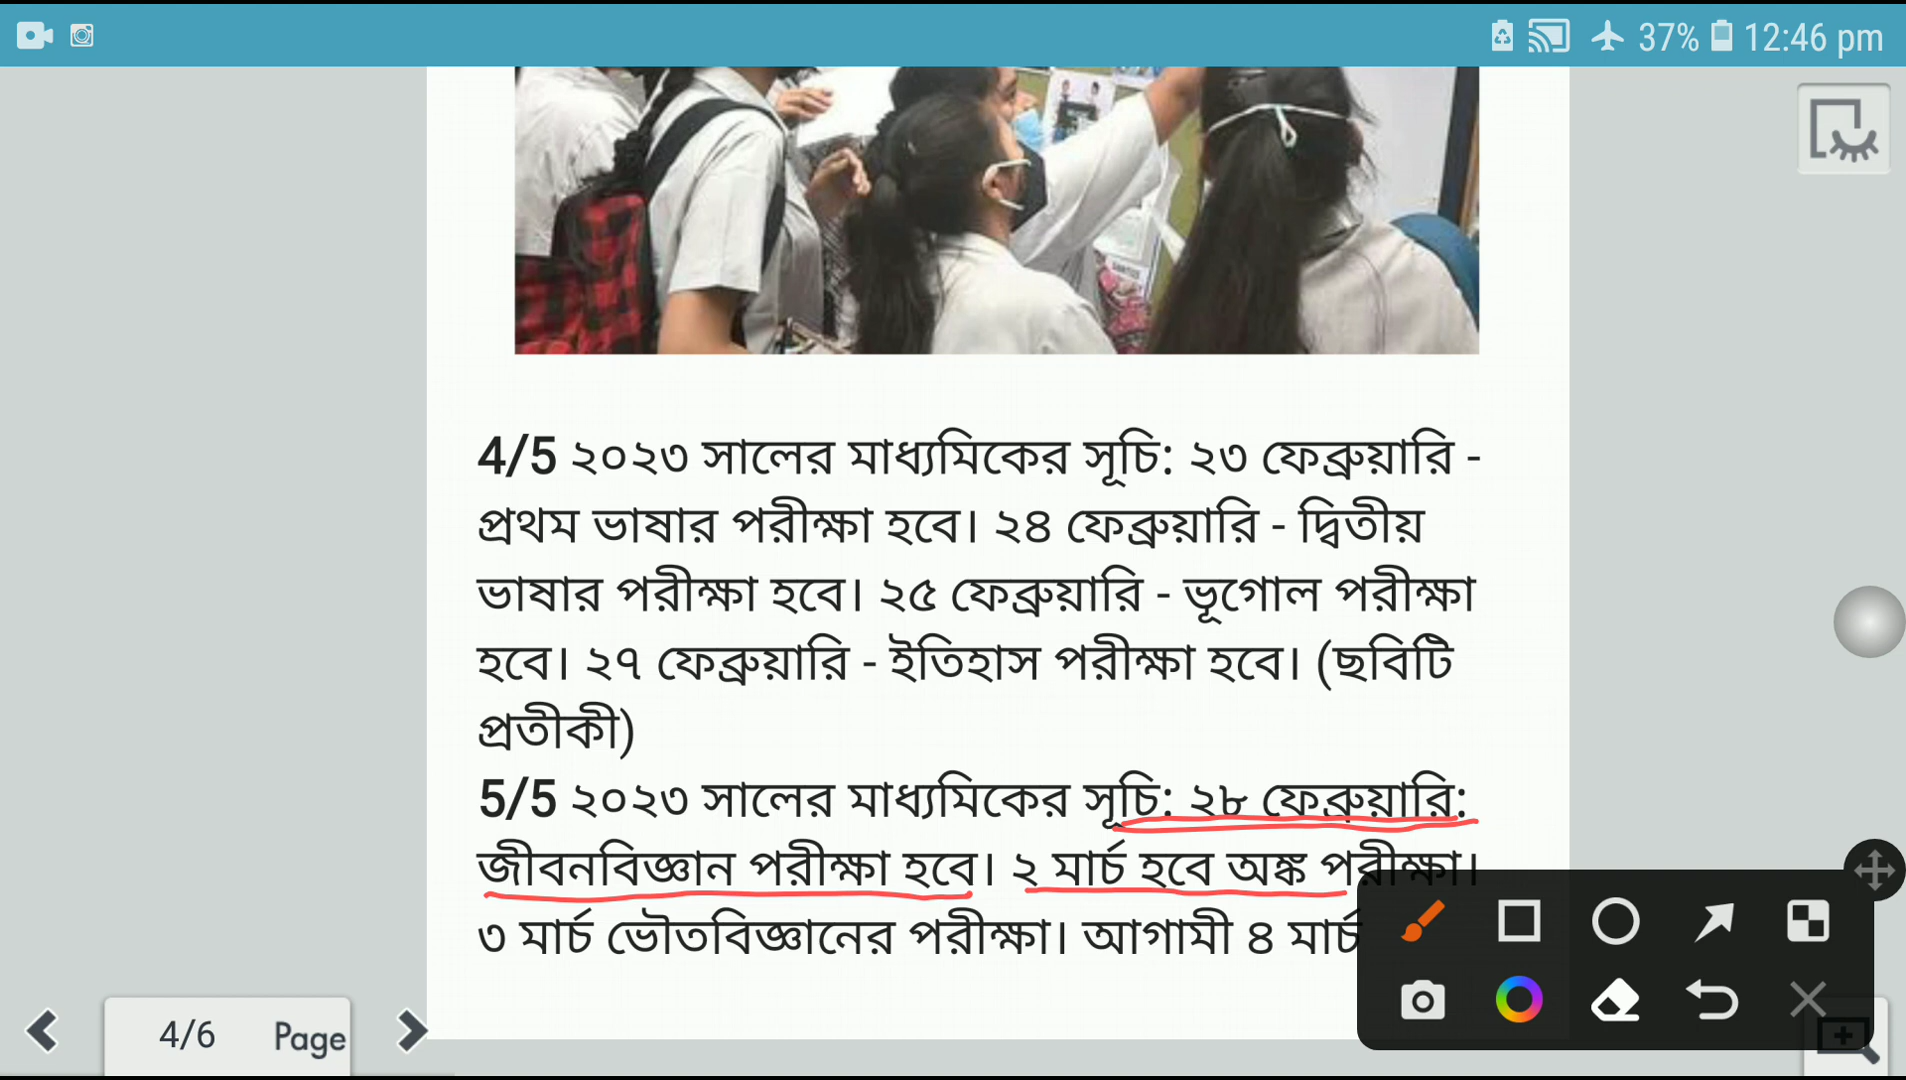 37% 12:46 pm
4/5 ২০২৩ সালের মাধ্যমিকের সূচি: ২৩ ফেব্রুয়ারি -
প্রথম ভাষার পরীক্ষা হবে। ২৪ ফেব্রুয়ারি - দ্বিতীয়
ভাষার পরীক্ষা হবে। ২৫ ফেব্রুয়ারি - ভূগোল পরীক্ষা
হবে। ২৭ ফেব্রুয়ারি - ইতিহাস পরীক্ষা হবে। (ছবিটি
প্রতীকী)
5/5 ২০২৩ সালের মাধ্যমিকের সূচি: ২৮ ফেব্রুয়ারি:
জীবনবিজ্ঞান পরীক্ষা হবে। ২ মার্চ হবে অঙ্ক পরীক্ষা।
৩ মার্চ ভৌতবিজ্ঞানের পরীক্ষা। আগামী ৪ মার্চ
4/6 Page